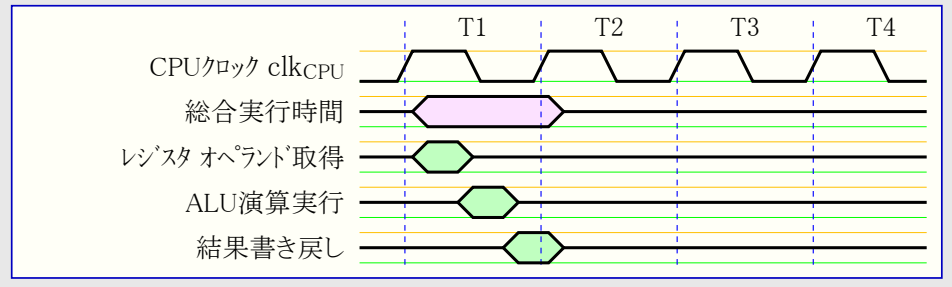 T1 T2 T3 T4
CPUｸﾛｯｸ clkCPU
総合実行時間
ﾚｼﾞｽﾀ ｵﾍﾟﾗﾝﾄﾞ取得
ALU演算実行
結果書き戻し